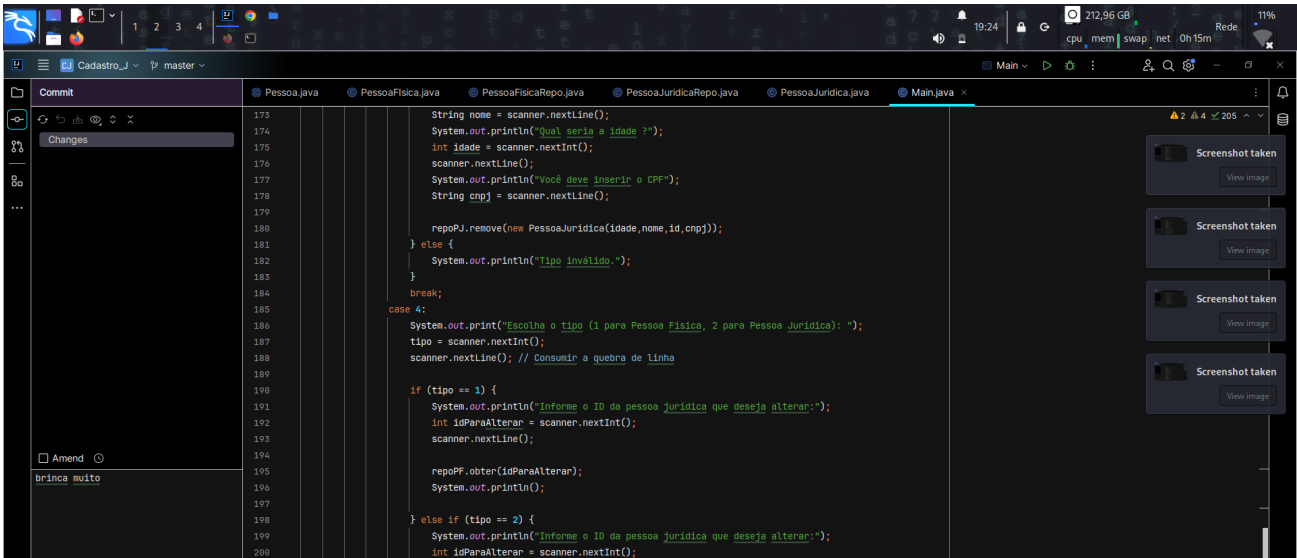 1 2 3 4
19:24
212,96 GB
cpu mem swap net 0h15m
Rede
11%
CJ Cadastro_J master
Main
Commit
Pessoa.java PessoaFIsica.java PessoaFisicaRepo.java PessoaJuridicaRepo.java PessoaJuridica.java Main.java
Changes
2 4 205
173 String nome = scanner.nextLine();
174 System.out.println("Qual seria a idade ?");
175 int idade = scanner.nextInt();
176 scanner.nextLine();
177 System.out.println("Você deve inserir o CPF");
178 String cnpj = scanner.nextLine();
179
180 repoPJ.remove(new PessoaJuridica(idade,nome,id,cnpj));
181 } else {
182 System.out.println("Tipo inválido.");
183 }
184 break;
185 case 4:
186 System.out.print("Escolha o tipo (1 para Pessoa Física, 2 para Pessoa Jurídica): ");
187 tipo = scanner.nextInt();
188 scanner.nextLine(); // Consumir a quebra de linha
189
190 if (tipo == 1) {
191 System.out.println("Informe o ID da pessoa jurídica que deseja alterar:");
192 int idParaAlterar = scanner.nextInt();
193 scanner.nextLine();
194
195 repoPF.obter(idParaAlterar);
196 System.out.println();
197
198 } else if (tipo == 2) {
199 System.out.println("Informe o ID da pessoa jurídica que deseja alterar:");
200 int idParaAlterar = scanner.nextInt();
Amend
brinca muito
Screenshot taken
View image
Screenshot taken
View image
Screenshot taken
View image
Screenshot taken
View image